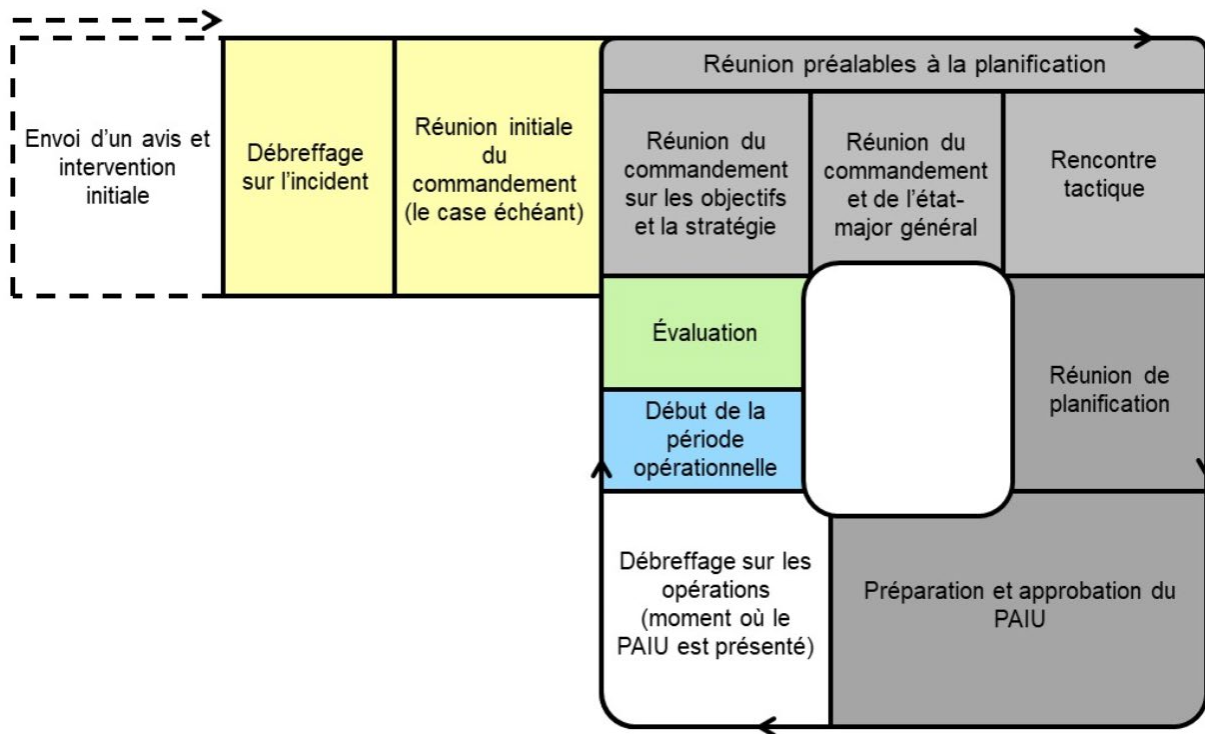 Envoi d'un avis et
intervention
initiale
Débreffage
sur l'incident
Réunion initiale
du
commandement
(le case échéant)
Réunion préalables à la planification
Réunion du
commandement
sur les objectifs
et la stratégie
Réunion du
commandement
et de l'état-
major général
Rencontre
tactique
Évaluation
Réunion de
planification
Début de la
période
opérationnelle
Débreffage sur les
opérations
(moment où le
PAIU est présenté)
Préparation et approbation du
PAIU